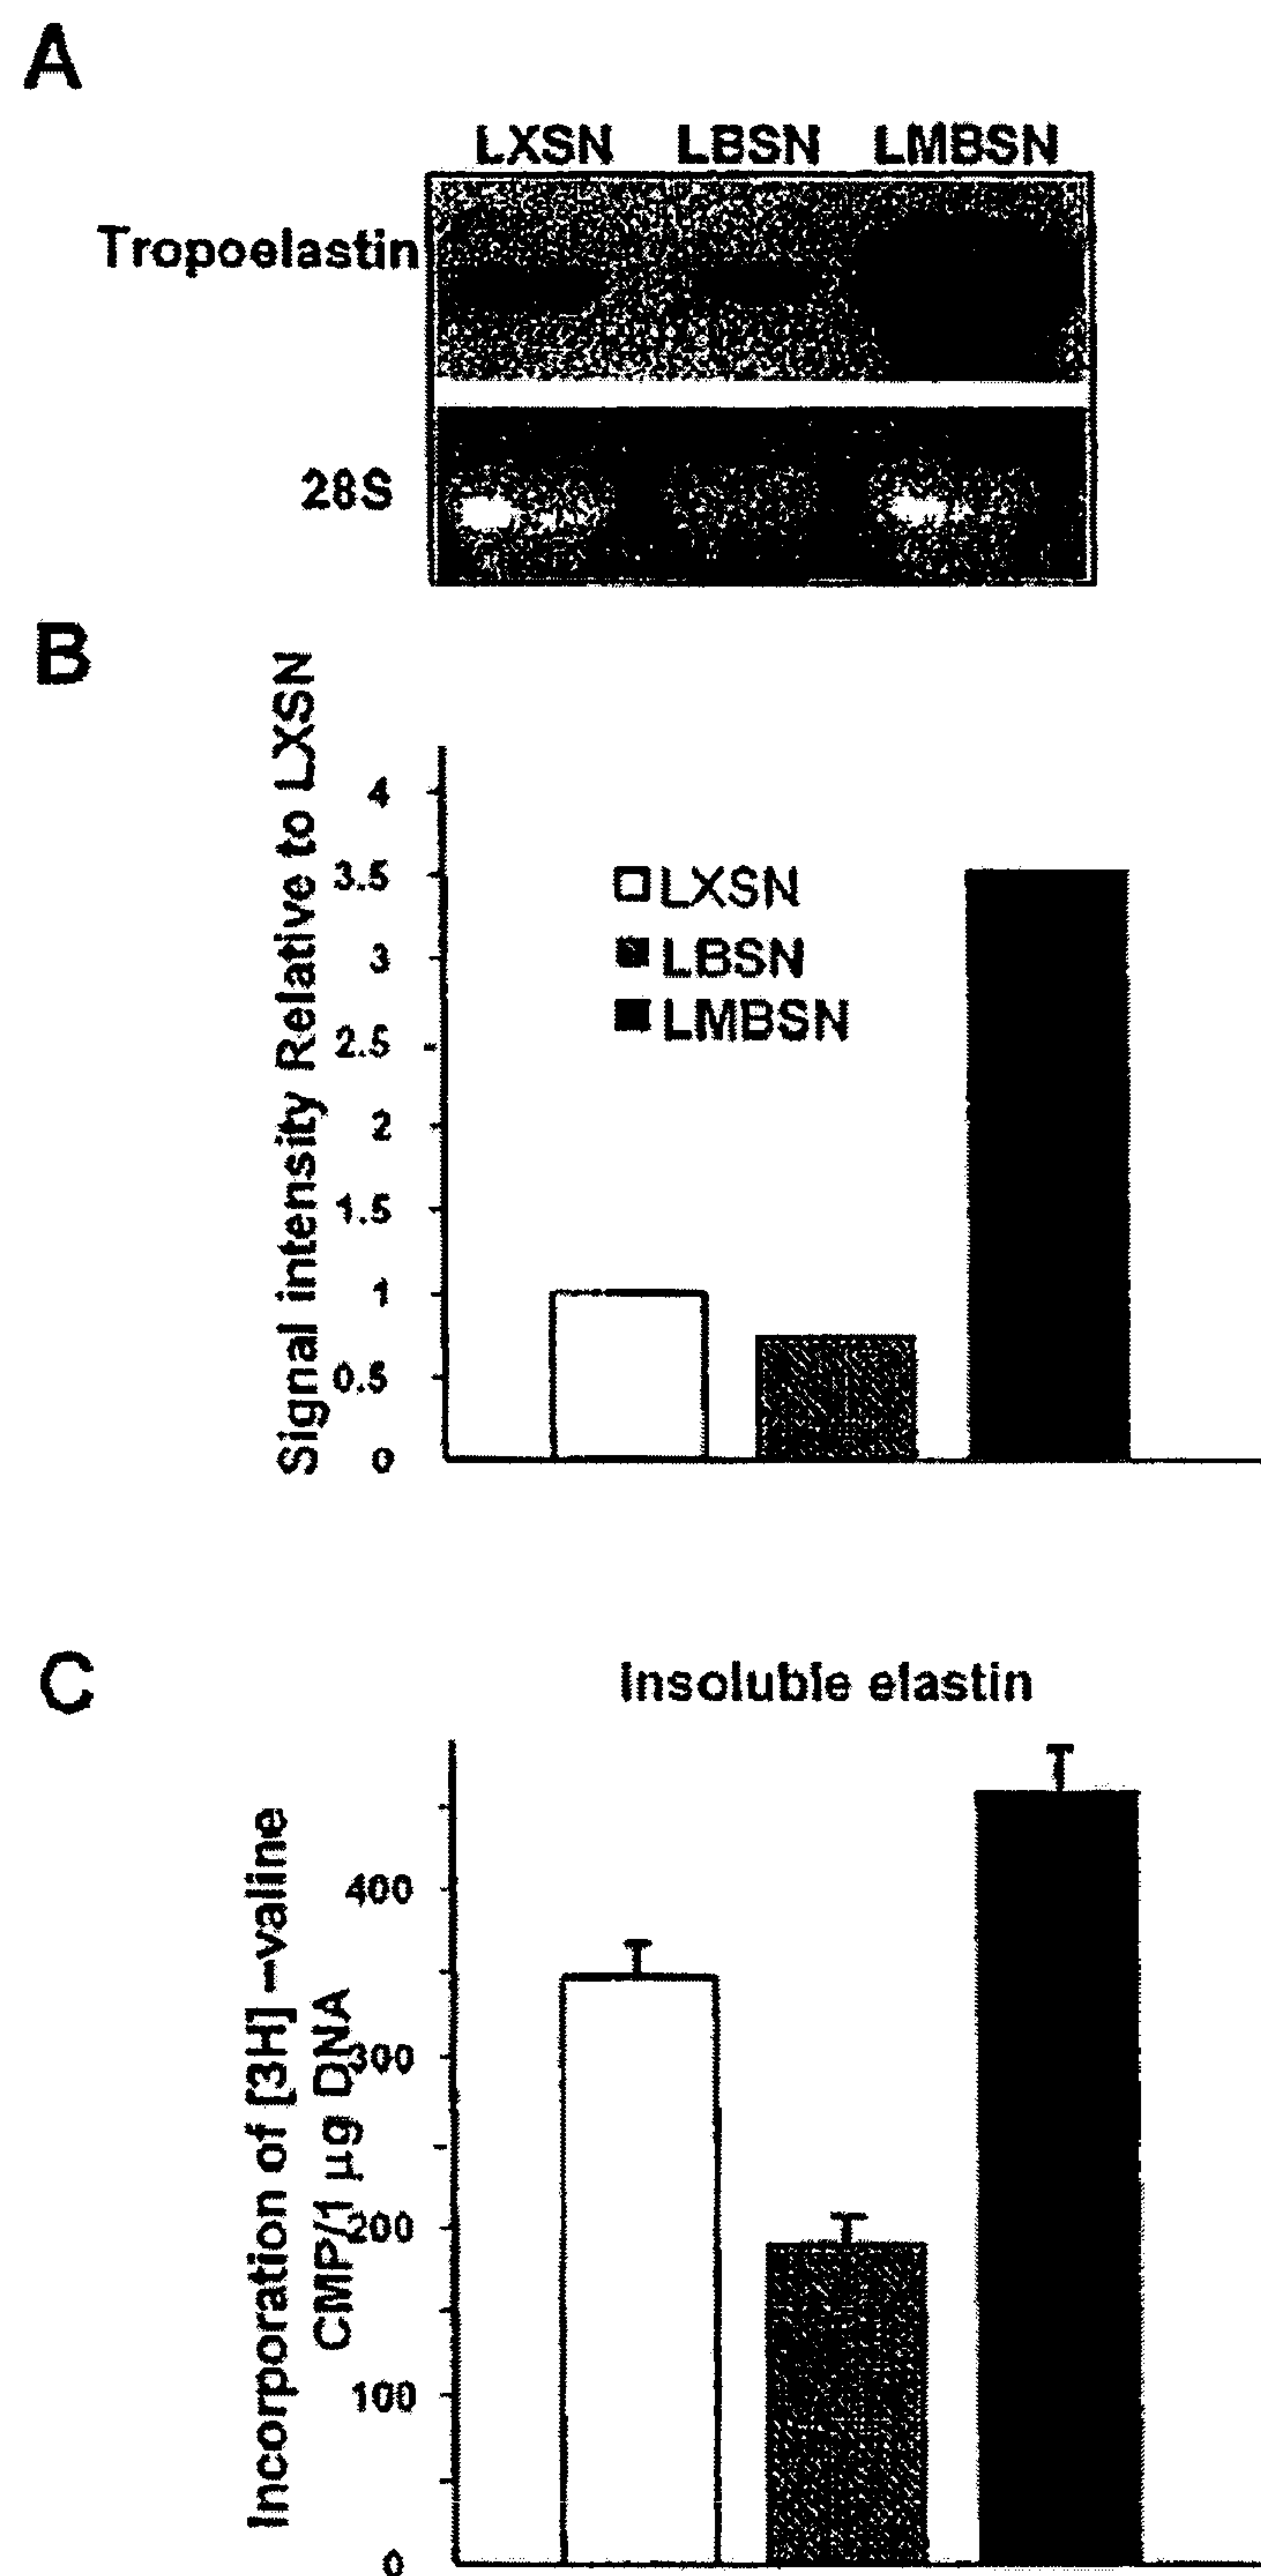 A
LXSN LBSN LMBSN
Tropoelastin
28S
B
Signal intensity Relative to LXSN
4
3.5
3
2.5
2
1.5
1
0.5
0
LXSN
LBSN
LMBSN
C
Insoluble elastin
Incorporation of [3H]-valine
CMP/1 µg DNA
400
300
200
100
0